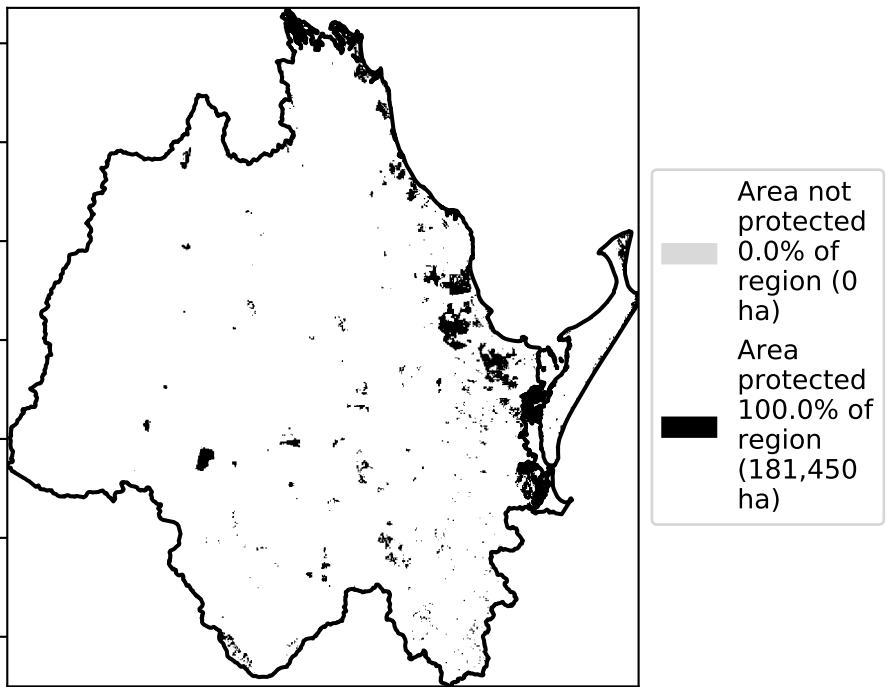 Area not
protected
0.0% of
region (0
ha)
Area
protected
100.0% of
region
(181,450
ha)